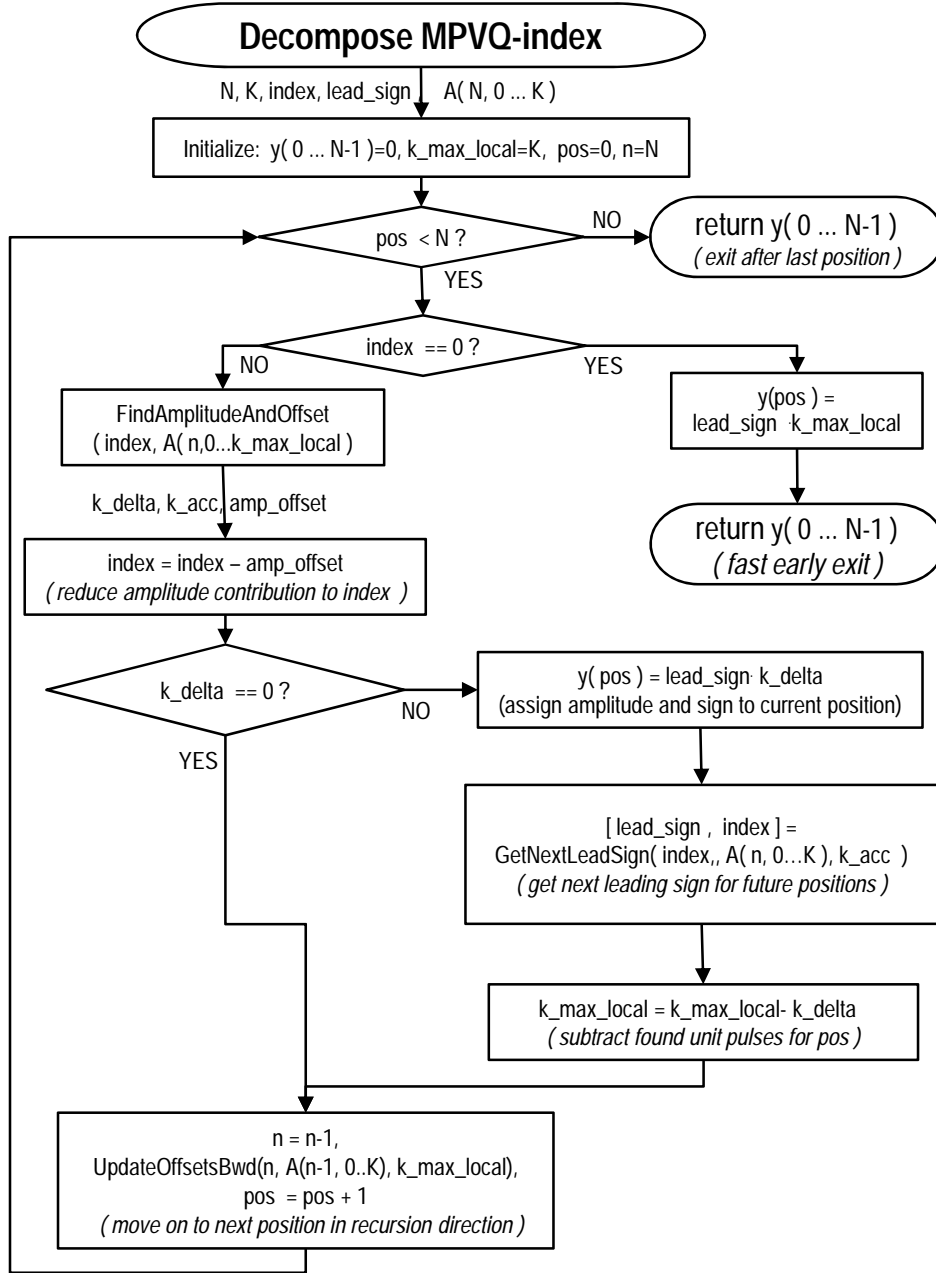 Decompose MPVQ-index
N, K, index, lead_sign , A( N, 0 ... K )
Initialize: y( 0 ... N-1 )=0, k_max_local=K, pos=0, n=N
pos < N ?
NO
return y( 0 ... N-1 )
( exit after last position )
YES
index == 0 ?
NO
YES
FindAmplitudeAndOffset
( index, A( n,0...k_max_local )
y(pos ) =
lead_sign ·k_max_local
k_delta, k_acc, amp_offset
return y( 0 ... N-1 )
( fast early exit )
index = index – amp_offset
( reduce amplitude contribution to index )
k_delta == 0 ?
NO
YES
y( pos ) = lead_sign· k_delta
(assign amplitude and sign to current position)
[ lead_sign , index ] =
GetNextLeadSign( index,, A( n, 0...K ), k_acc )
( get next leading sign for future positions )
k_max_local = k_max_local- k_delta
( subtract found unit pulses for pos )
n = n-1,
UpdateOffsetsBwd(n, A(n-1, 0..K), k_max_local),
pos = pos + 1
( move on to next position in recursion direction )